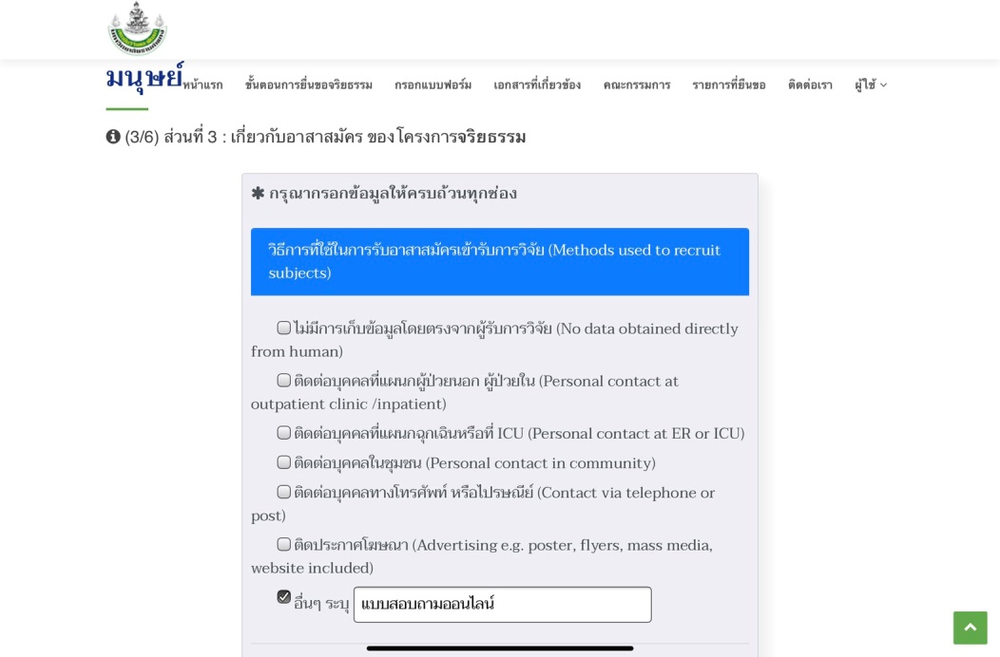 มนุษย์
หน้าแรก ขั้นตอนการยื่นขอจริยธรรม กรอกแบบฟอร์ม เอกสารที่เกี่ยวข้อง คณะกรรมการ รายการที่ยืนขอ ติดต่อเรา ผู้ใช้
(3/6) ส่วนที่ 3 : เกี่ยวกับอาสาสมัคร ของโครงการจริยธรรม
✱ กรุณากรอกข้อมูลให้ครบถ้วนทุกช่อง
วิธีการที่ใช้ในการรับอาสาสมัครเข้ารับการวิจัย (Methods used to recruit
subjects)
ไม่มีการเก็บข้อมูลโดยตรงจากผู้รับการวิจัย (No data obtained directly
from human)
ติดต่อบุคคลที่แผนกผู้ป่วยนอก ผู้ป่วยใน (Personal contact at
outpatient clinic /inpatient)
ติดต่อบุคคลที่แผนกฉุกเฉินหรือที่ ICU (Personal contact at ER or ICU)
ติดต่อบุคคลในชุมชน (Personal contact in community)
ติดต่อบุคคลทางโทรศัพท์ หรือไปรษณีย์ (Contact via telephone or
post)
ติดประกาศโฆษณา (Advertising e.g. poster, flyers, mass media,
website included)
อื่นๆ ระบุ แบบสอบถามออนไลน์